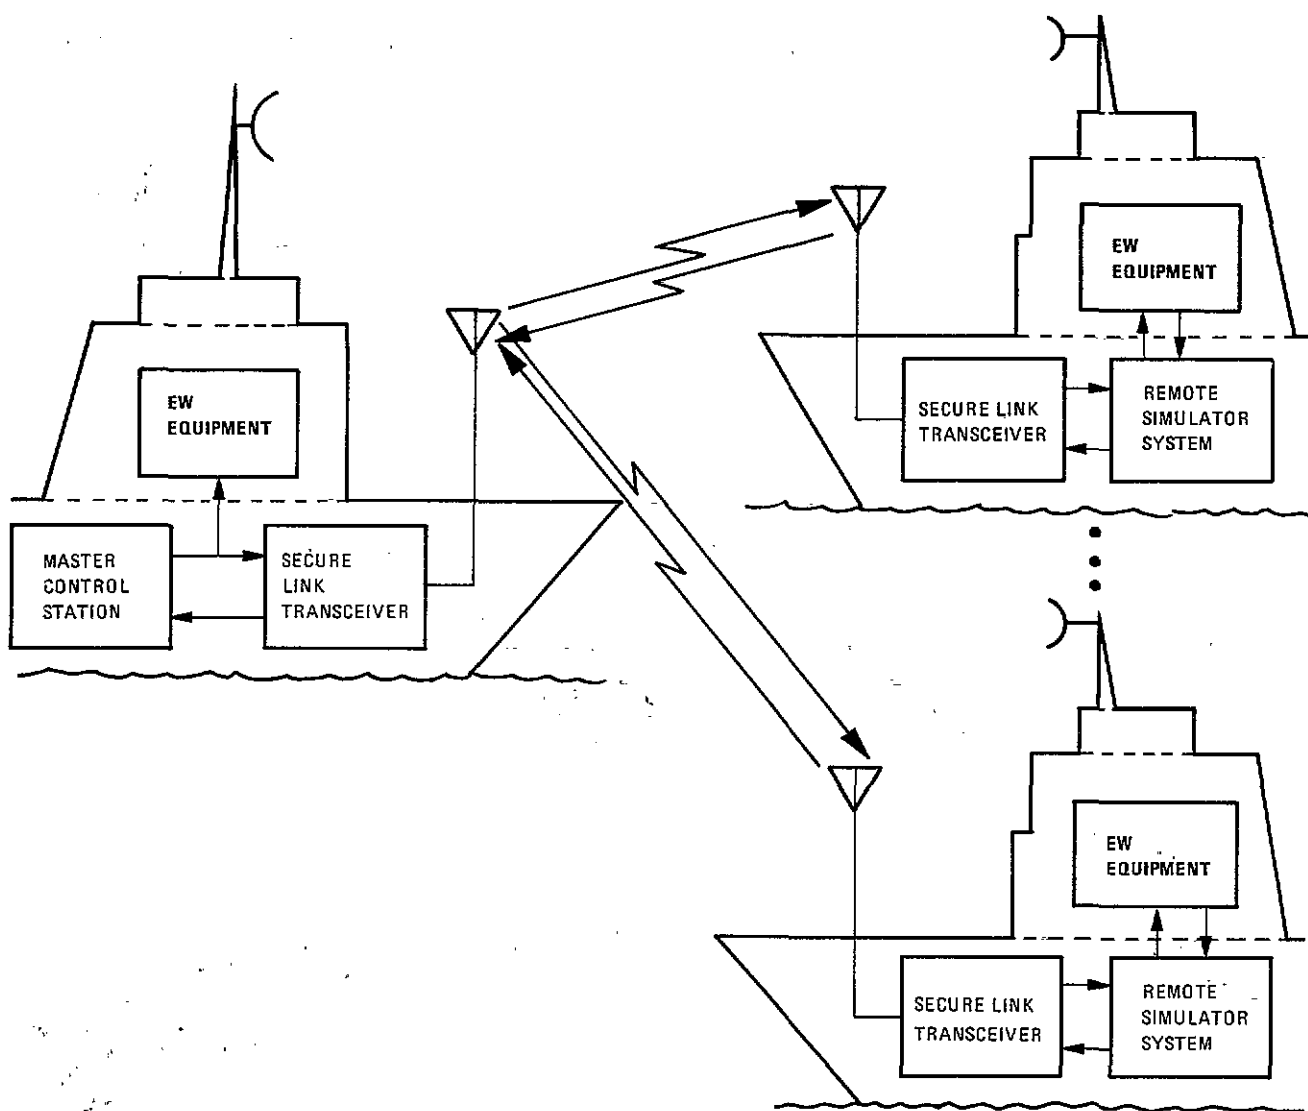 EW
EQUIPMENT
MASTER
CONTROL
STATION
SECURE
LINK
TRANSCEIVER
EW
EQUIPMENT
SECURE LINK
TRANSCEIVER
REMOTE
SIMULATOR
SYSTEM
EW
EQUIPMENT
SECURE LINK
TRANSCEIVER
REMOTE
SIMULATOR
SYSTEM